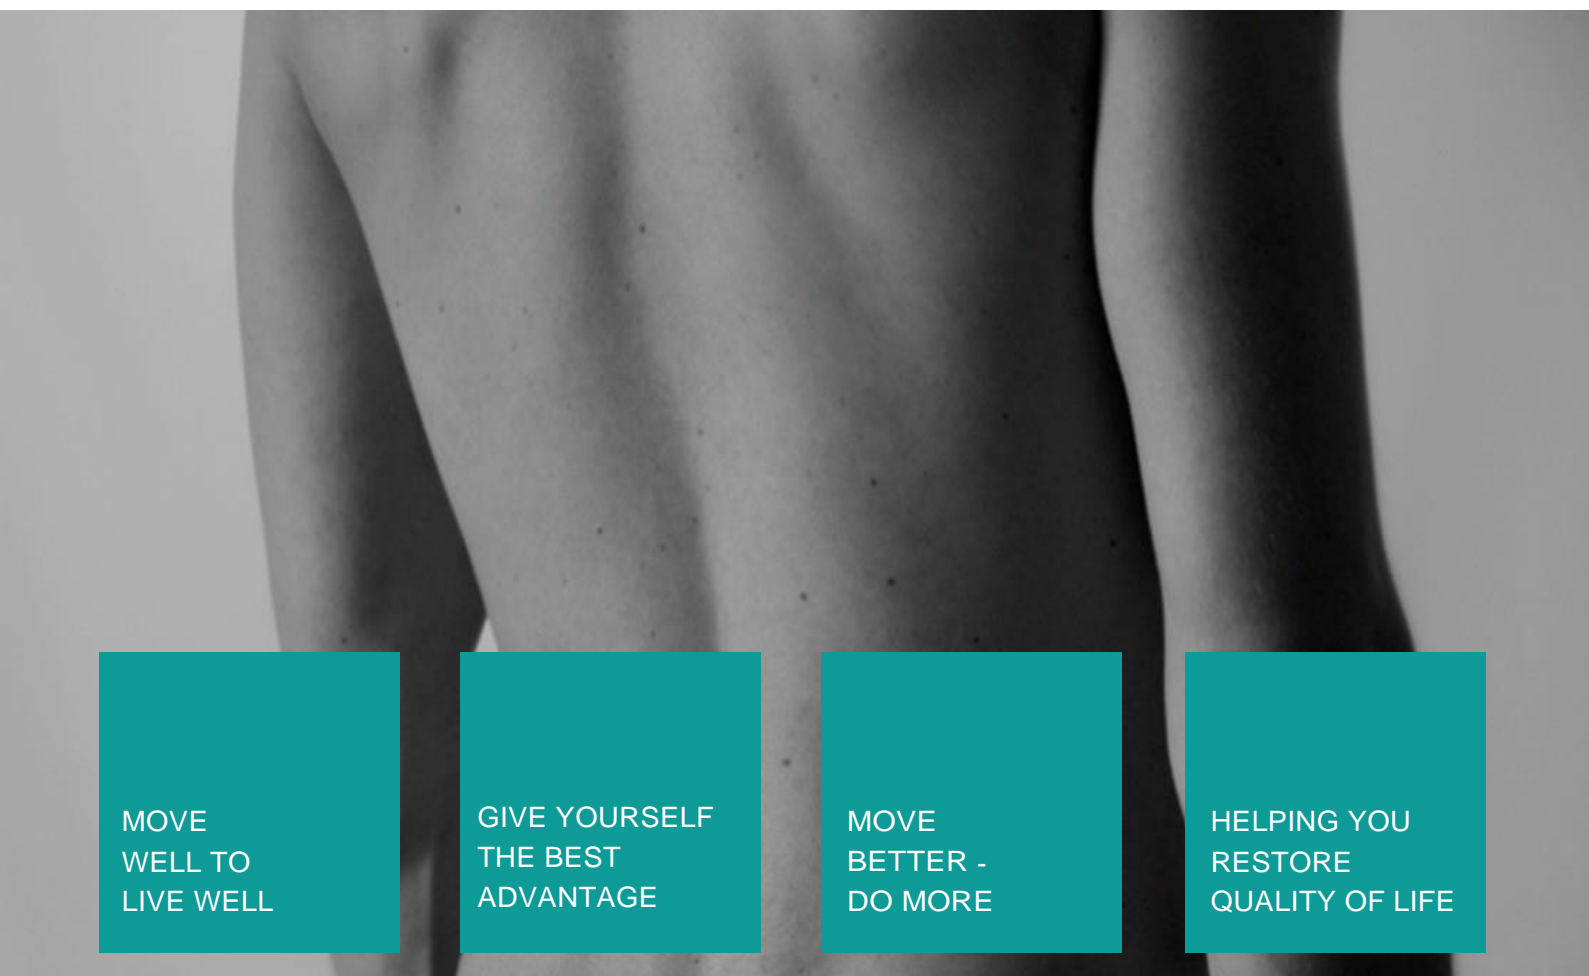 MOVE
WELL TO
LIVE WELL
GIVE YOURSELF
THE BEST
ADVANTAGE
MOVE
BETTER -
DO MORE
HELPING YOU
RESTORE
QUALITY OF LIFE